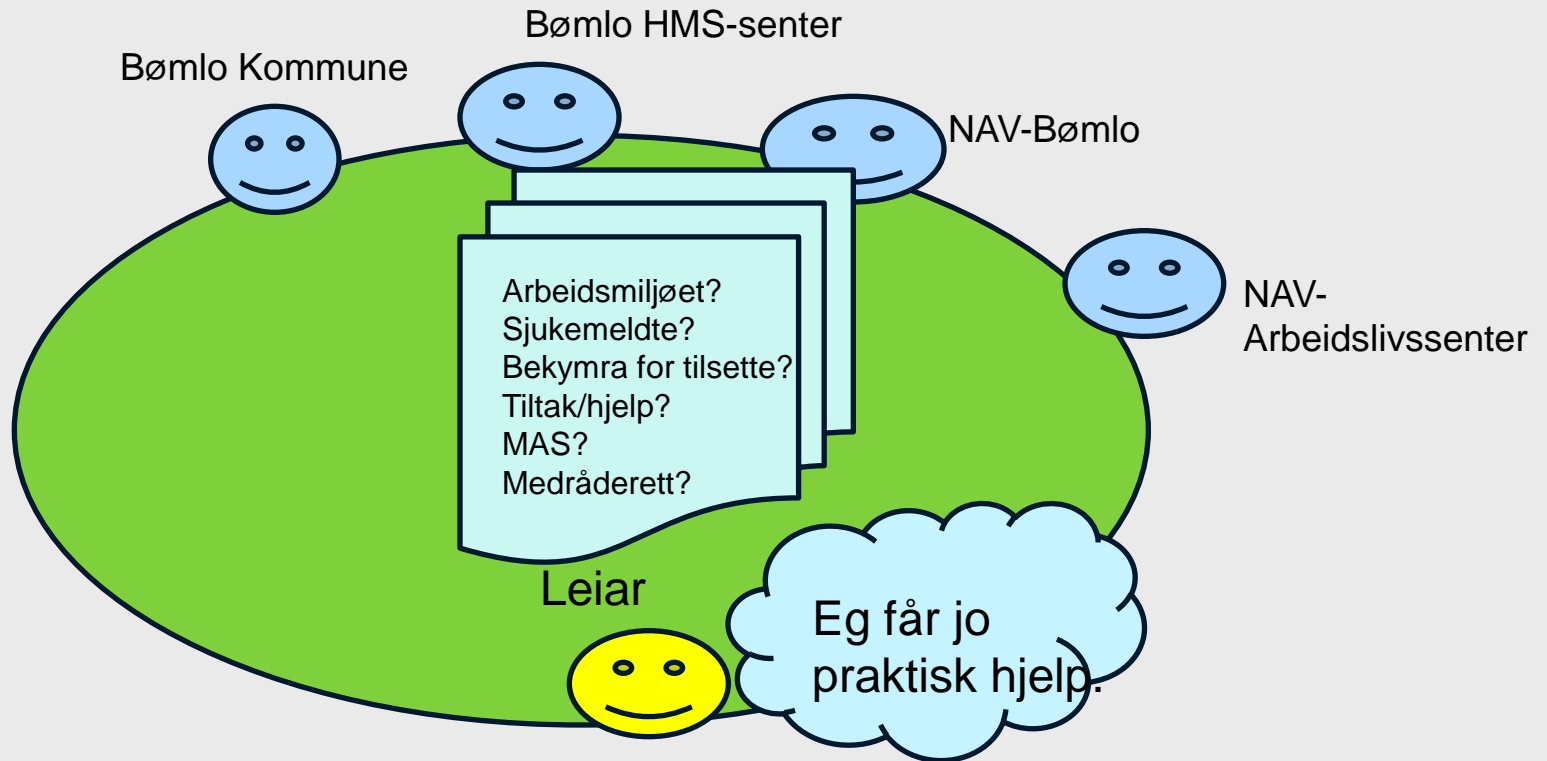 Bømlo HMS-senter
Bømlo Kommune
NAV-Bømlo
NAV-
Arbeidslivssenter
Arbeidsmiljøet?
Sjukemeldte?
Bekymra for tilsette?
Tiltak/hjelp?
MAS?
Medråderett?
Leiar
Eg får jo
praktisk hjelp.